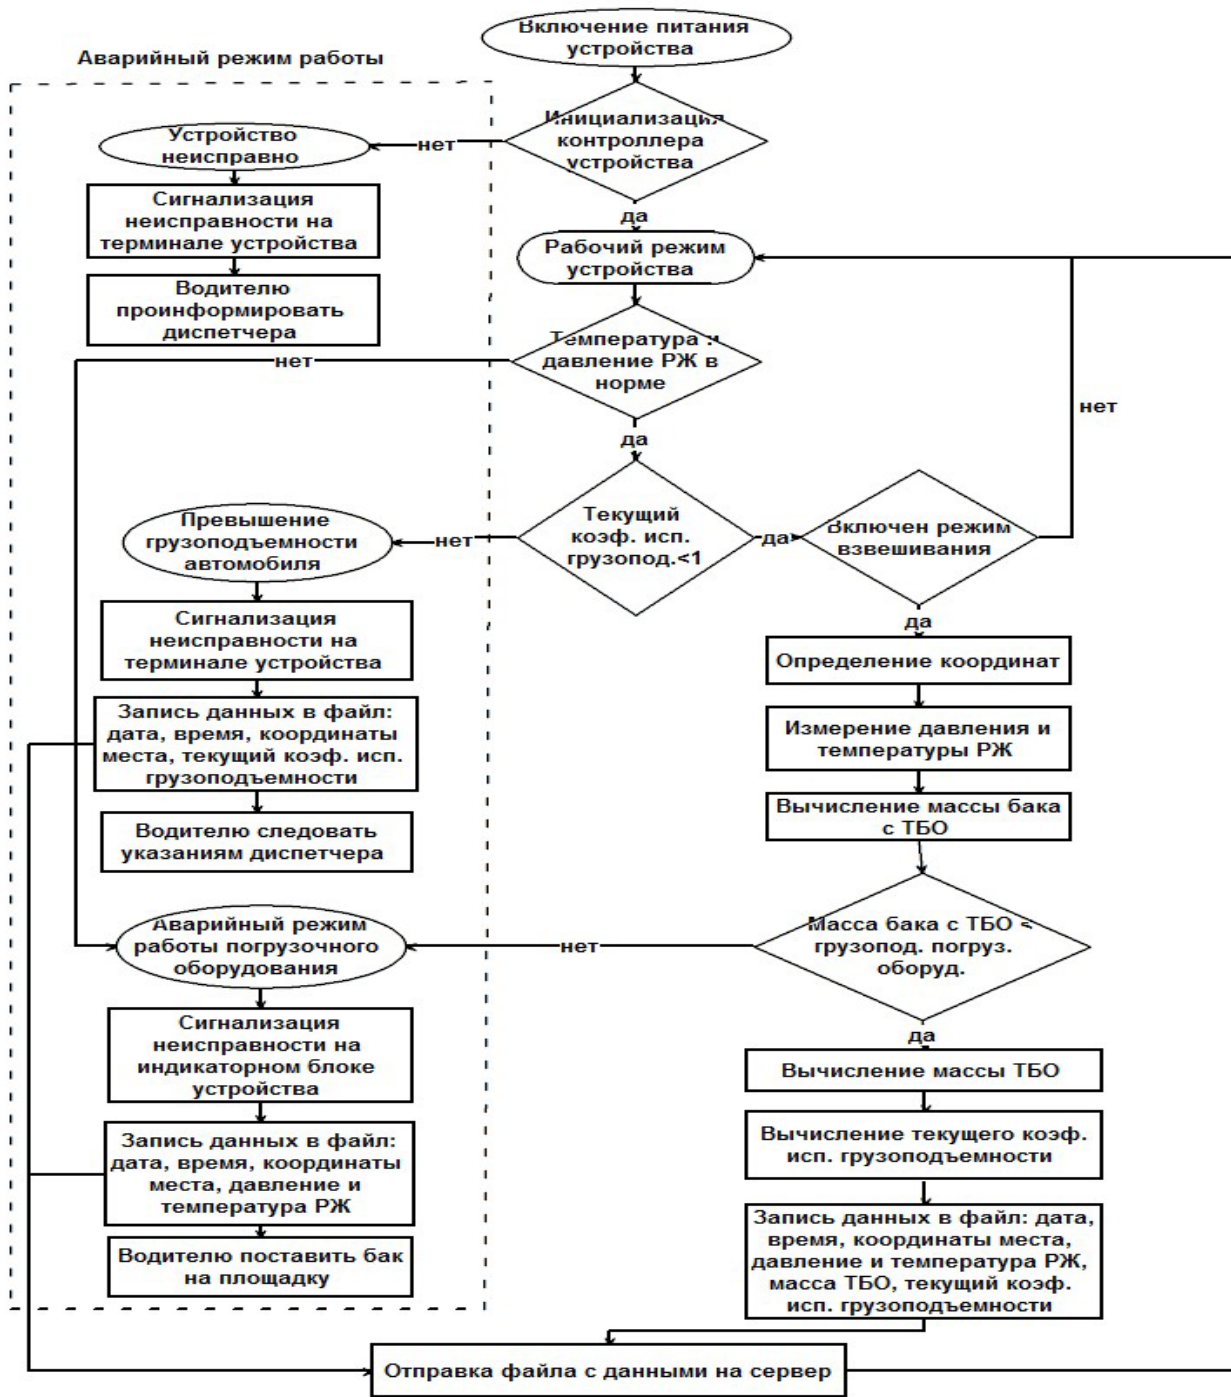 Включение питания
устройства
Аварийный режим работы
Инициализация
контроллера
устройства
нет
Устройство
неисправно
Сигнализация
неисправности на
терминале устройства
Водителю
проинформировать
диспетчера
да
Рабочий режим
устройства
Температура и
давление РЖ в
норме
нет
да
нет
Текущий
коэф. исп.
грузопод.<1
да
Включен режим
взвешивания
нет
Превышение
грузоподъемности
автомобиля
Сигнализация
неисправности на
терминале устройства
Запись данных в файл:
дата, время, координаты
места, текущий коэф. исп.
грузоподъемности
Водителю следовать
указаниям диспетчера
да
Определение координат
Измерение давления и
температуры РЖ
Вычисление массы бака
с ТБО
Масса бака с ТБО <
грузопод. погруз.
оборуд.
нет
Аварийный режим
работы погрузочного
оборудования
Сигнализация
неисправности на
индикаторном блоке
устройства
Запись данных в файл:
дата, время, координаты
места, давление и
температура РЖ
Водителю поставить бак
на площадку
да
Вычисление массы ТБО
Вычисление текущего коэф.
исп. грузоподъемности
Запись данных в файл: дата,
время, координаты места,
давление и температура РЖ,
масса ТБО, текущий коэф.
исп. грузоподъемности
Отправка файла с данными на сервер